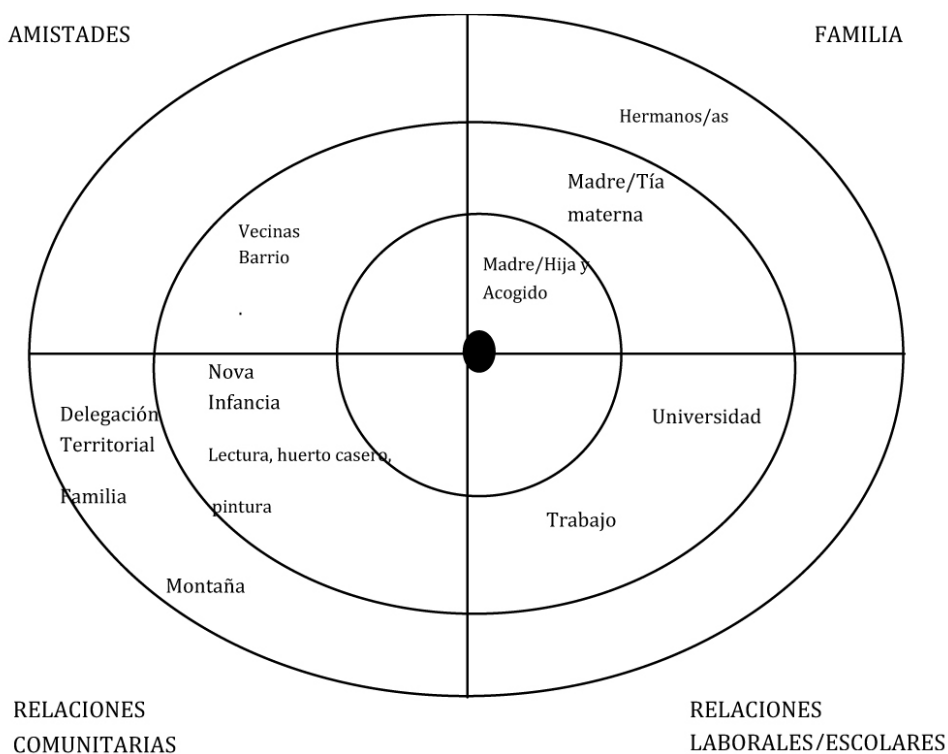 AMISTADES
FAMILIA
Hermanos/as
Madre/Tía
materna
Vecinas
Barrio
.
Madre/Hija y
Acogido
Nova
Infancia
Delegación
Territorial
Lectura, huerto casero,
Familia
pintura
Montaña
Universidad
Trabajo
RELACIONES
COMUNITARIAS
RELACIONES
LABORALES/ESCOLARES